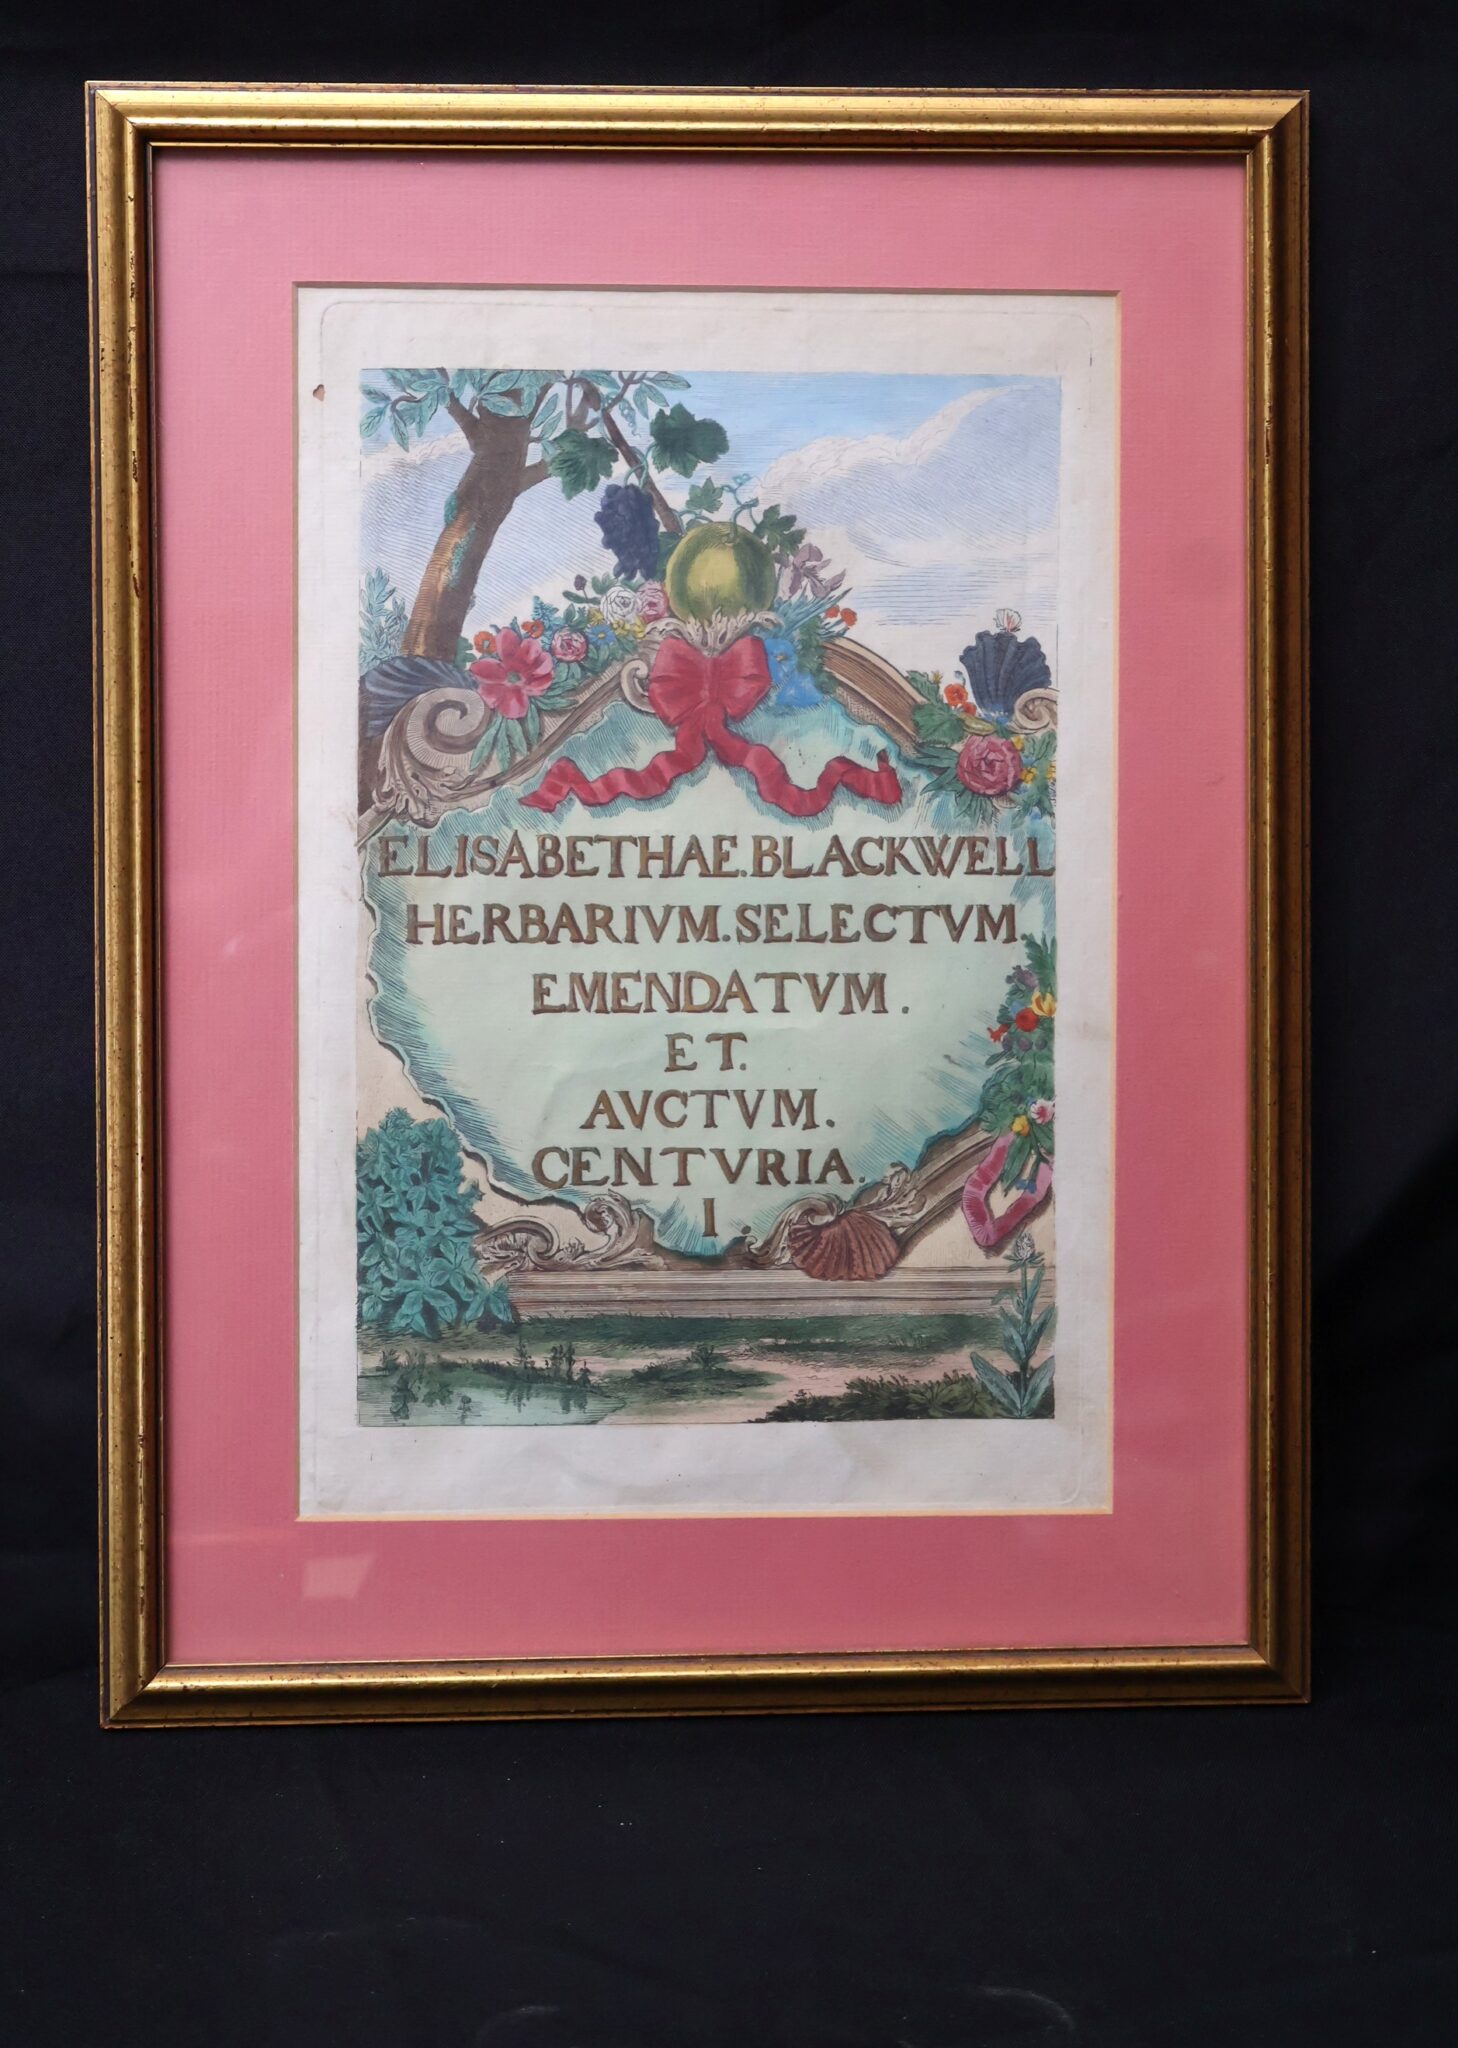 ELISABETHAE.BLACKWELL
HERBARIVM.SELECTVM.
EMENDATVM.
ET.
AVCTVM.
CENTVRIA.
I